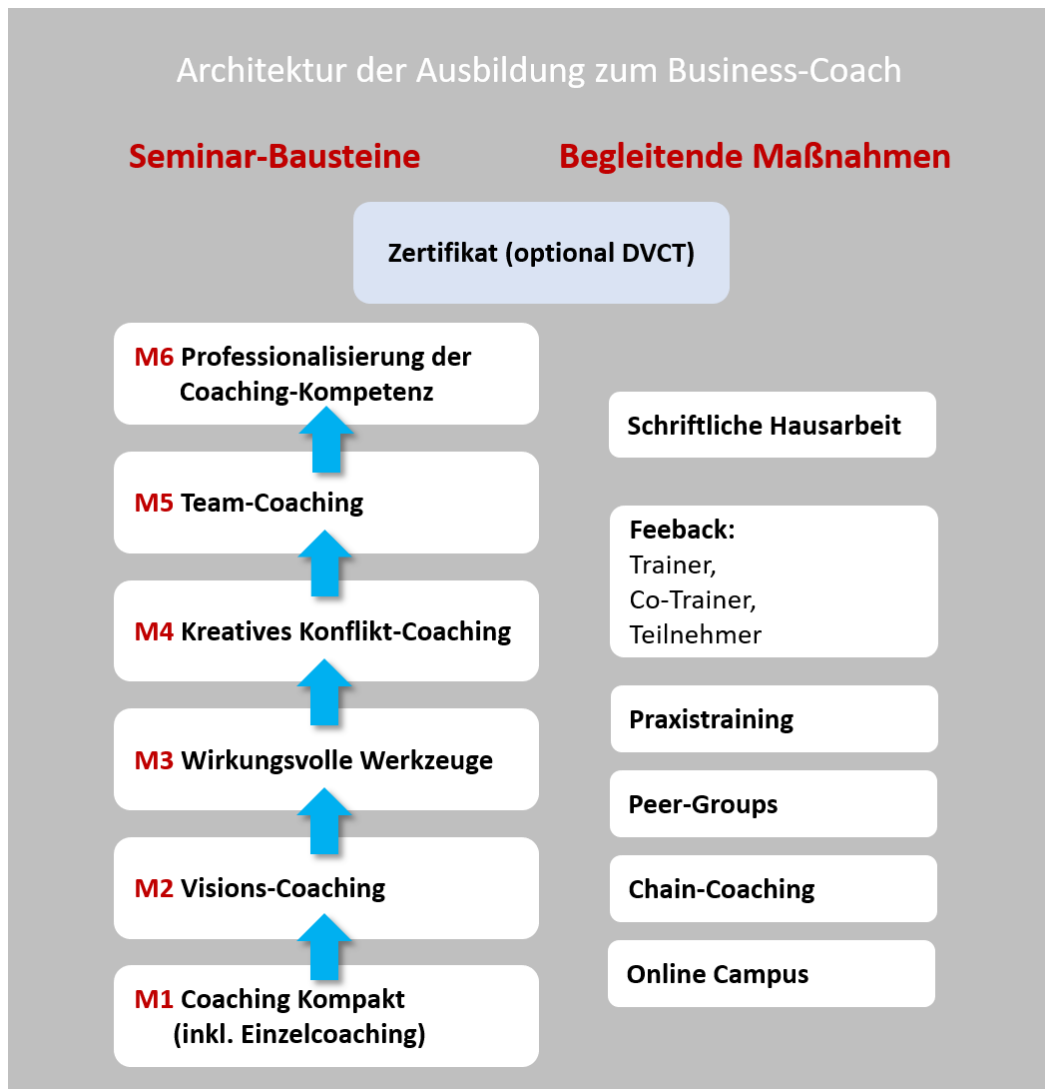 Architektur der Ausbildung zum Business-Coach
Seminar-Bausteine
Begleitende Maßnahmen
Zertifikat (optional DVCT)
M6 Professionalisierung der
Coaching-Kompetenz
M5 Team-Coaching
M4 Kreatives Konflikt-Coaching
M3 Wirkungsvolle Werkzeuge
M2 Visions-Coaching
M1 Coaching Kompakt
(inkl. Einzelcoaching)
Schriftliche Hausarbeit
Feeback:
Trainer,
Co-Trainer,
Teilnehmer
Praxistraining
Peer-Groups
Chain-Coaching
Online Campus